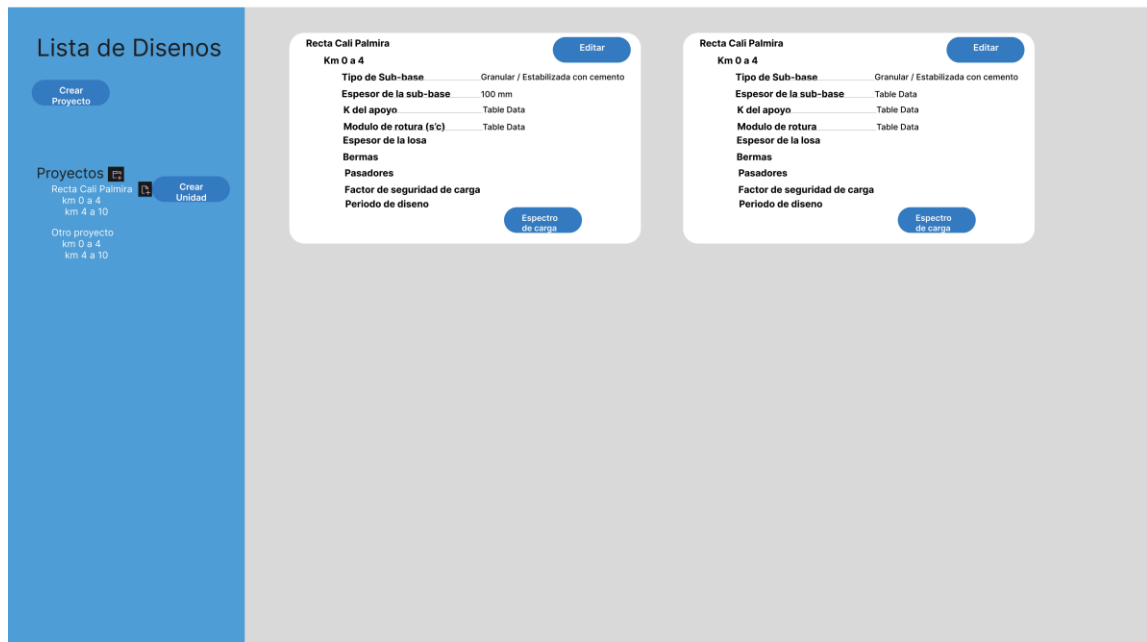 Lista de Disenos
Crear
Proyecto
Proyectos
Recta Cali Palmira
Crear
Unidad
km 0 a 4
km 4 a 10
Otro proyecto
km 0 a 4
km 4 a 10
Recta Cali Palmira
Editar
Km 0 a 4
Tipo de Sub-base Granular / Estabilizada con cemento
Espesor de la sub-base 100 mm
K del apoyo Table Data
Modulo de rotura (s'c) Table Data
Espesor de la losa
Bermas
Pasadores
Factor de seguridad de carga
Periodo de diseno
Espectro
de carga
Recta Cali Palmira
Editar
Km 0 a 4
Tipo de Sub-base Granular / Estabilizada con cemento
Espesor de la sub-base Table Data
K del apoyo Table Data
Modulo de rotura Table Data
Espesor de la losa
Bermas
Pasadores
Factor de seguridad de carga
Periodo de diseno
Espectro
de carga